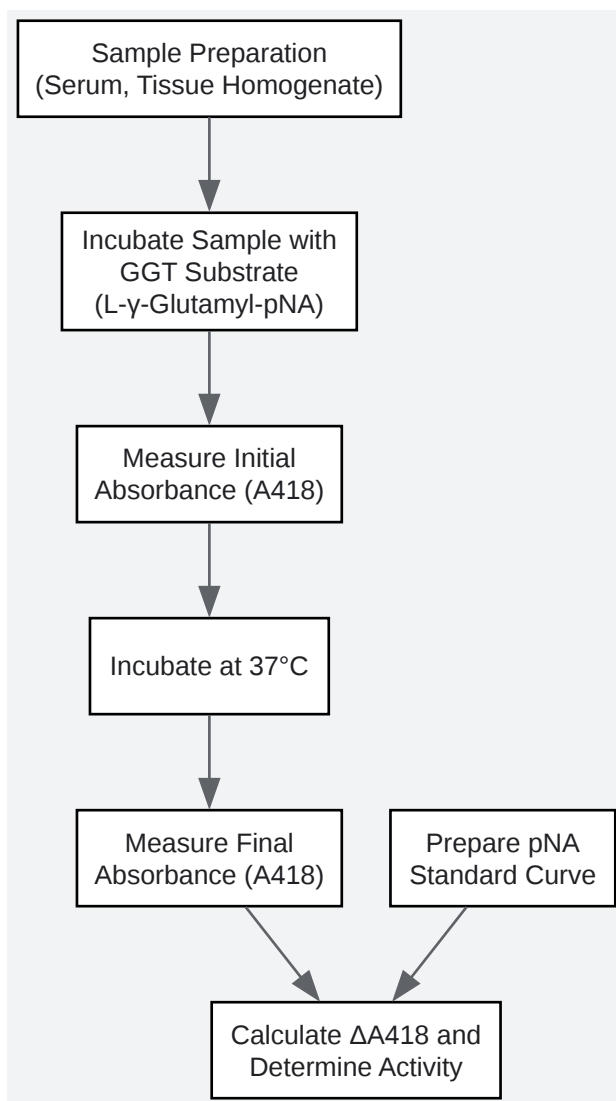 Sample Preparation
(Serum, Tissue Homogenate)
Incubate Sample with
GGT Substrate
(L-γ-Glutamyl-pNA)
Measure Initial
Absorbance (A418)
Incubate at 37°C
Measure Final
Absorbance (A418)
Prepare pNA
Standard Curve
Calculate ΔA418 and
Determine Activity